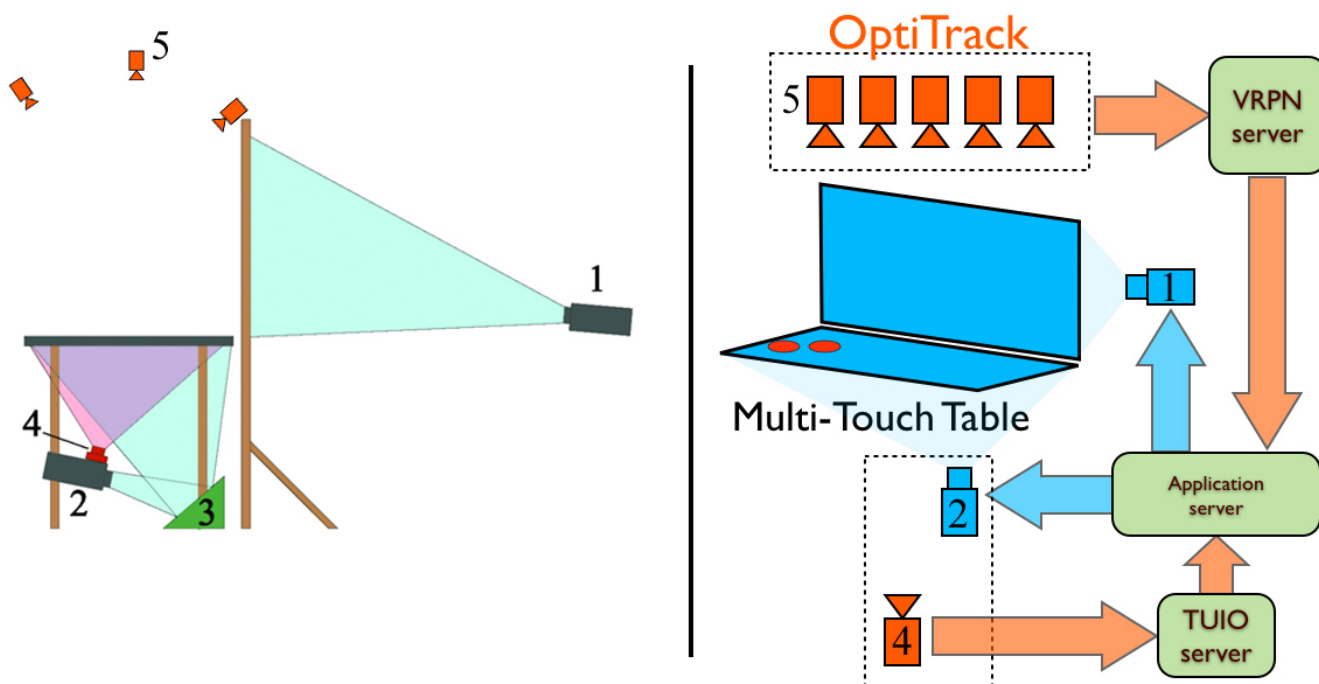 5
1
4
2
3
OptiTrack
5
VRPN
server
1
Multi-Touch Table
2
Application
server
4
TUIO
server